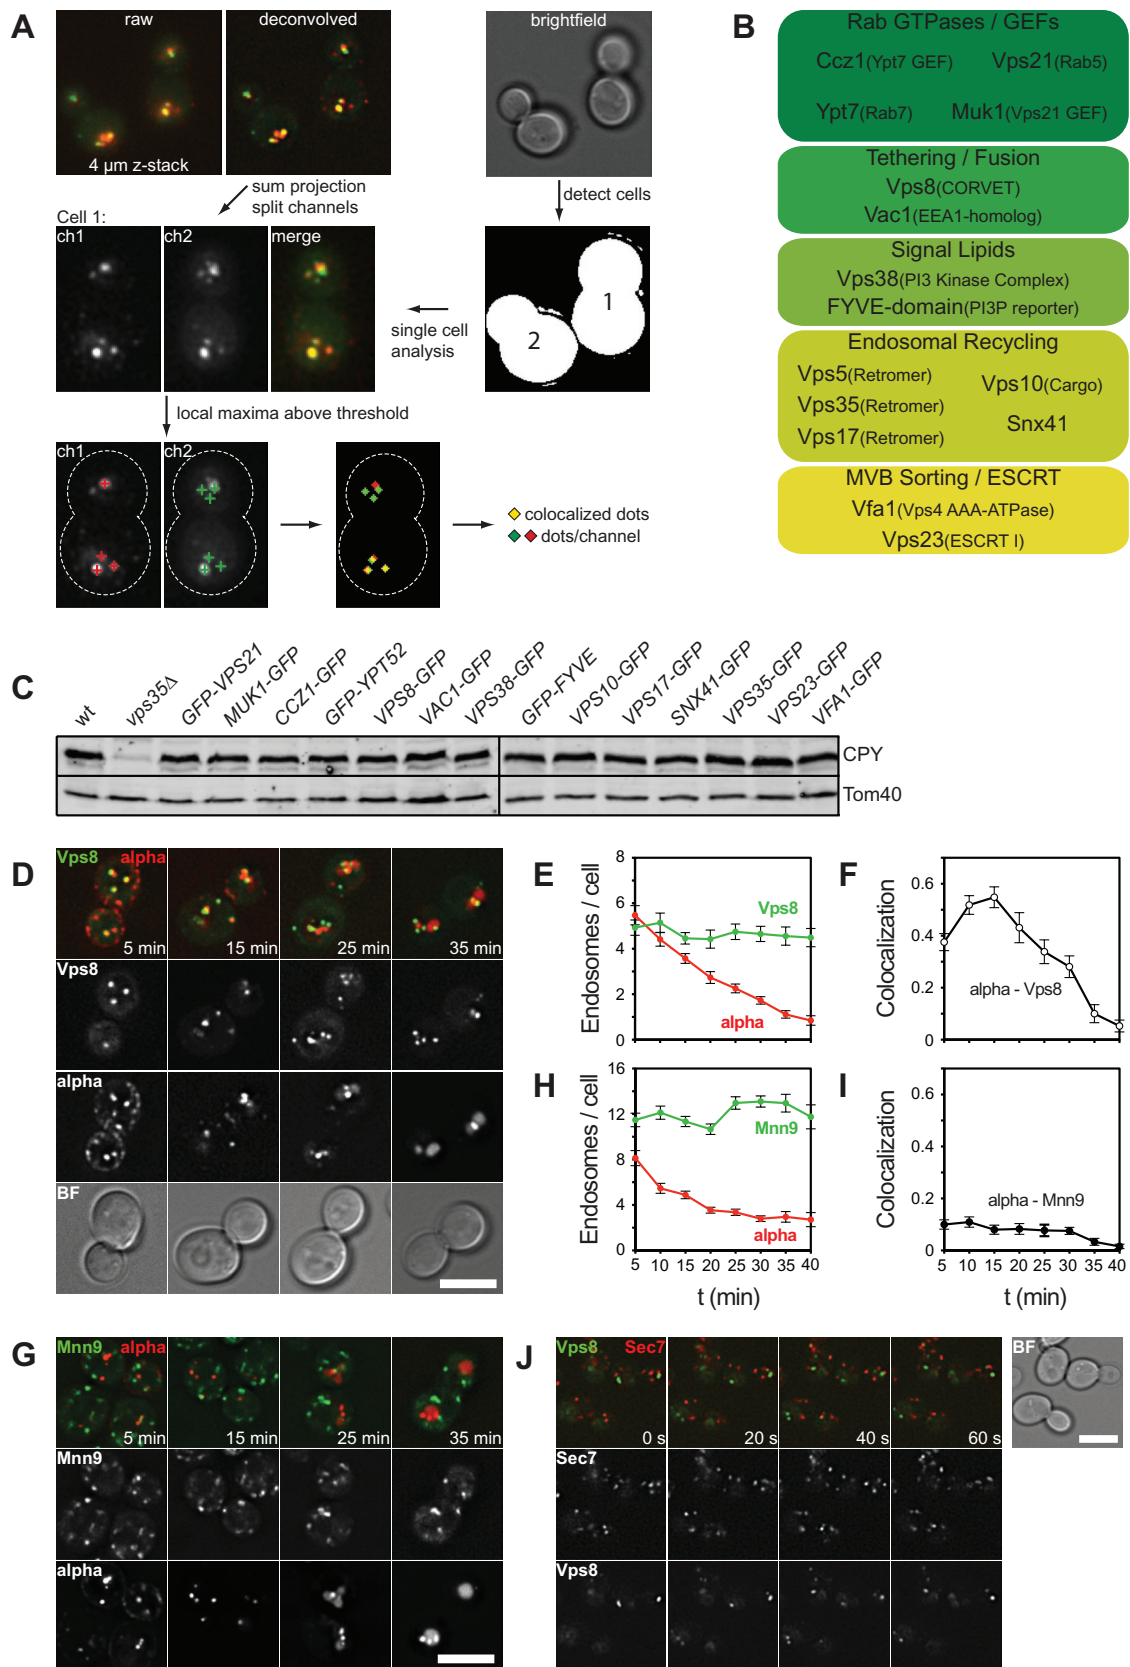 A
raw
deconvolved
4 µm z-stack
brightfield
sum projection
split channels
detect cells
Cell 1:
ch1
ch2
merge
1
2
single cell
analysis
local maxima above threshold
ch1
ch2
colocalized dots
dots/channel
B
Rab GTPases / GEFs
Ccz1(Ypt7 GEF)
Vps21(Rab5)
Ypt7(Rab7)
Muk1(Vps21 GEF)
Tethering / Fusion
Vps8(CORVET)
Vac1(EEA1-homolog)
Signal Lipids
Vps38(PI3 Kinase Complex)
FYVE-domain(PI3P reporter)
Endosomal Recycling
Vps5(Retromer)
Vps10(Cargo)
Vps35(Retromer)
Snx41
Vps17(Retromer)
MVB Sorting / ESCRT
Vfa1(Vps4 AAA-ATPase)
Vps23(ESCRT I)
C
wt
vps35Δ
GFP-VPS21
MUK1-GFP
CCZ1-GFP
GFP-YPT52
VPS8-GFP
VAC1-GFP
VPS38-GFP
GFP-FYVE
VPS10-GFP
VPS17-GFP
SNX41-GFP
VPS35-GFP
VPS23-GFP
VFA1-GFP
CPY
Tom40
D
Vps8 alpha
5 min
15 min
25 min
35 min
Vps8
alpha
BF
E
Endosomes / cell
8
6
4
2
0
Vps8
alpha
F
Colocalization
0.6
0.4
0.2
0
alpha - Vps8
H
Endosomes / cell
16
12
8
4
0
Mnn9
alpha
5 10 15 20 25 30 35 40
t (min)
I
Colocalization
0.6
0.4
0.2
0
alpha - Mnn9
5 10 15 20 25 30 35 40
t (min)
G
Mnn9 alpha
5 min
15 min
25 min
35 min
Mnn9
alpha
J
Vps8 Sec7
0 s
20 s
40 s
60 s
BF
Sec7
Vps8